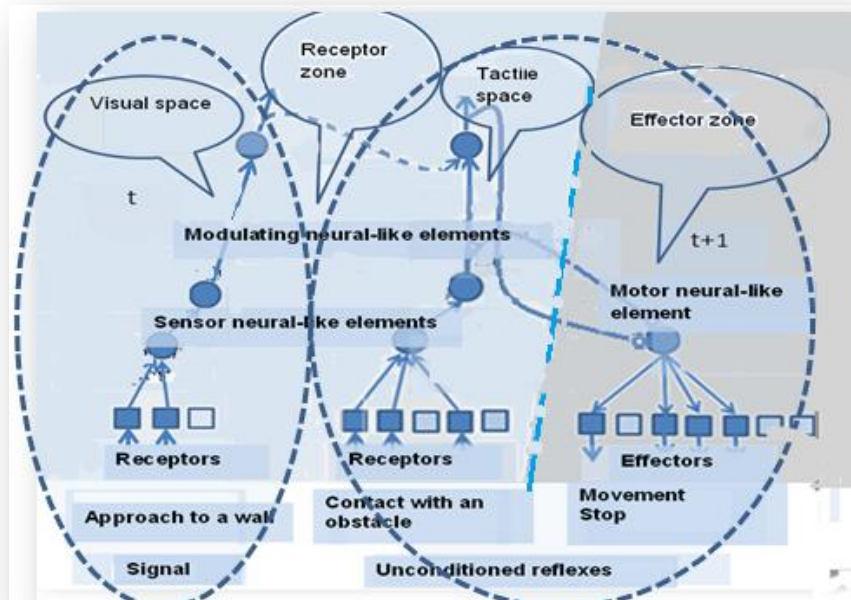 Receptor
zone
Tactile
space
Visual space
Effector zone
t
Modulating neural-like elements
t+1
Motor neural-like
element
Sensor neural-like elements
Receptors
Receptors
Effectors
Approach to a wall
Contact with an
obstacle
Movement
Stop
Signal
Unconditioned reflexes